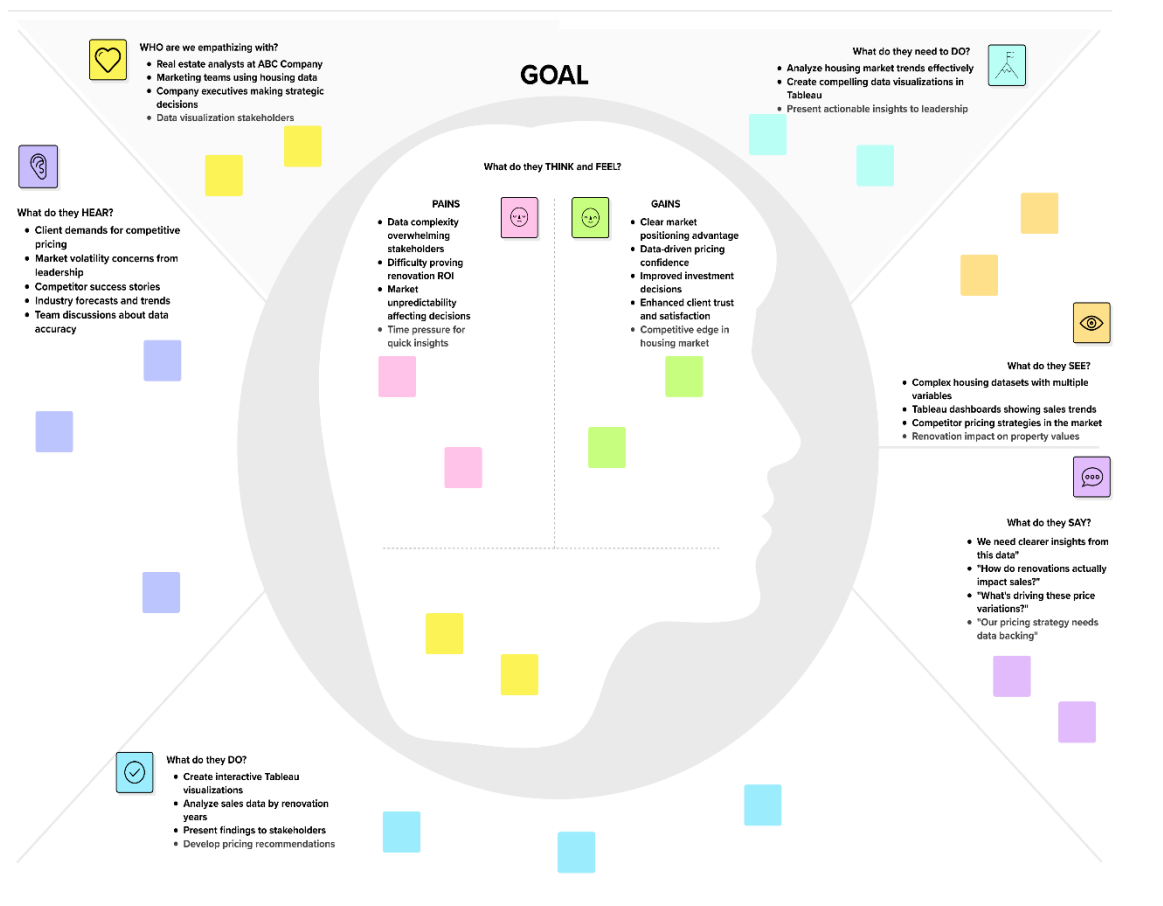 GOAL
WHO are we empathizing with?
• Real estate analysts at ABC Company
• Marketing teams using housing data
• Company executives making strategic
decisions
• Data visualization stakeholders
What do they need to DO?
• Analyze housing market trends effectively
• Create compelling data visualizations in
Tableau
• Present actionable insights to leadership
What do they HEAR?
• Client demands for competitive
pricing
• Market volatility concerns from
leadership
• Competitor success stories
• Industry forecasts and trends
• Team discussions about data
accuracy
What do they THINK and FEEL?
PAINS
• Data complexity
overwhelming
stakeholders
• Difficulty proving
renovation ROI
• Market
unpredictability
affecting decisions
• Time pressure for
quick insights
GAINS
• Clear market
positioning advantage
• Data-driven pricing
confidence
• Improved investment
decisions
• Enhanced client trust
and satisfaction
• Competitive edge in
housing market
What do they SEE?
• Complex housing datasets with multiple
variables
• Tableau dashboards showing sales trends
• Competitor pricing strategies in the market
• Renovation impact on property values
What do they SAY?
• We need clearer insights from
this data"
• "How do renovations actually
impact sales?"
• "What's driving these price
variations?"
• "Our pricing strategy needs
data backing"
What do they DO?
• Create interactive Tableau
visualizations
• Analyze sales data by renovation
years
• Present findings to stakeholders
• Develop pricing recommendations